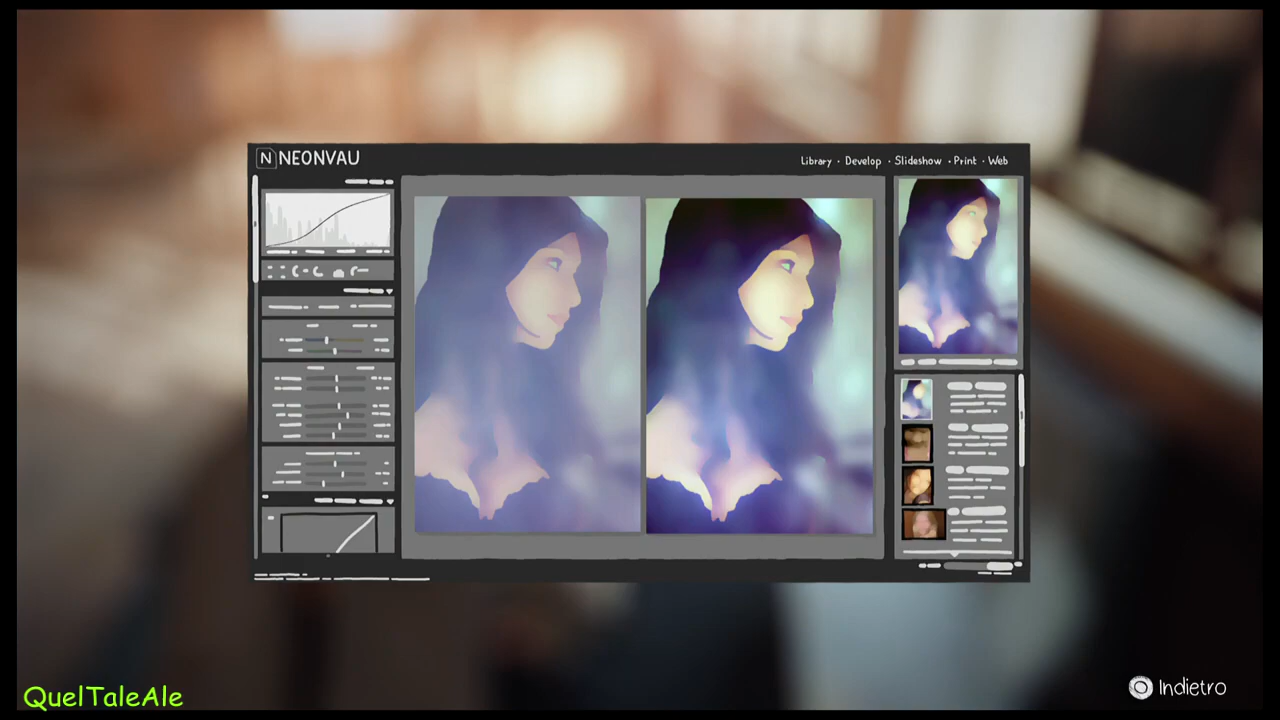 N NEONVAU
Library · Develop · Slideshow · Print · Web
Indietro
QuelTaleAle